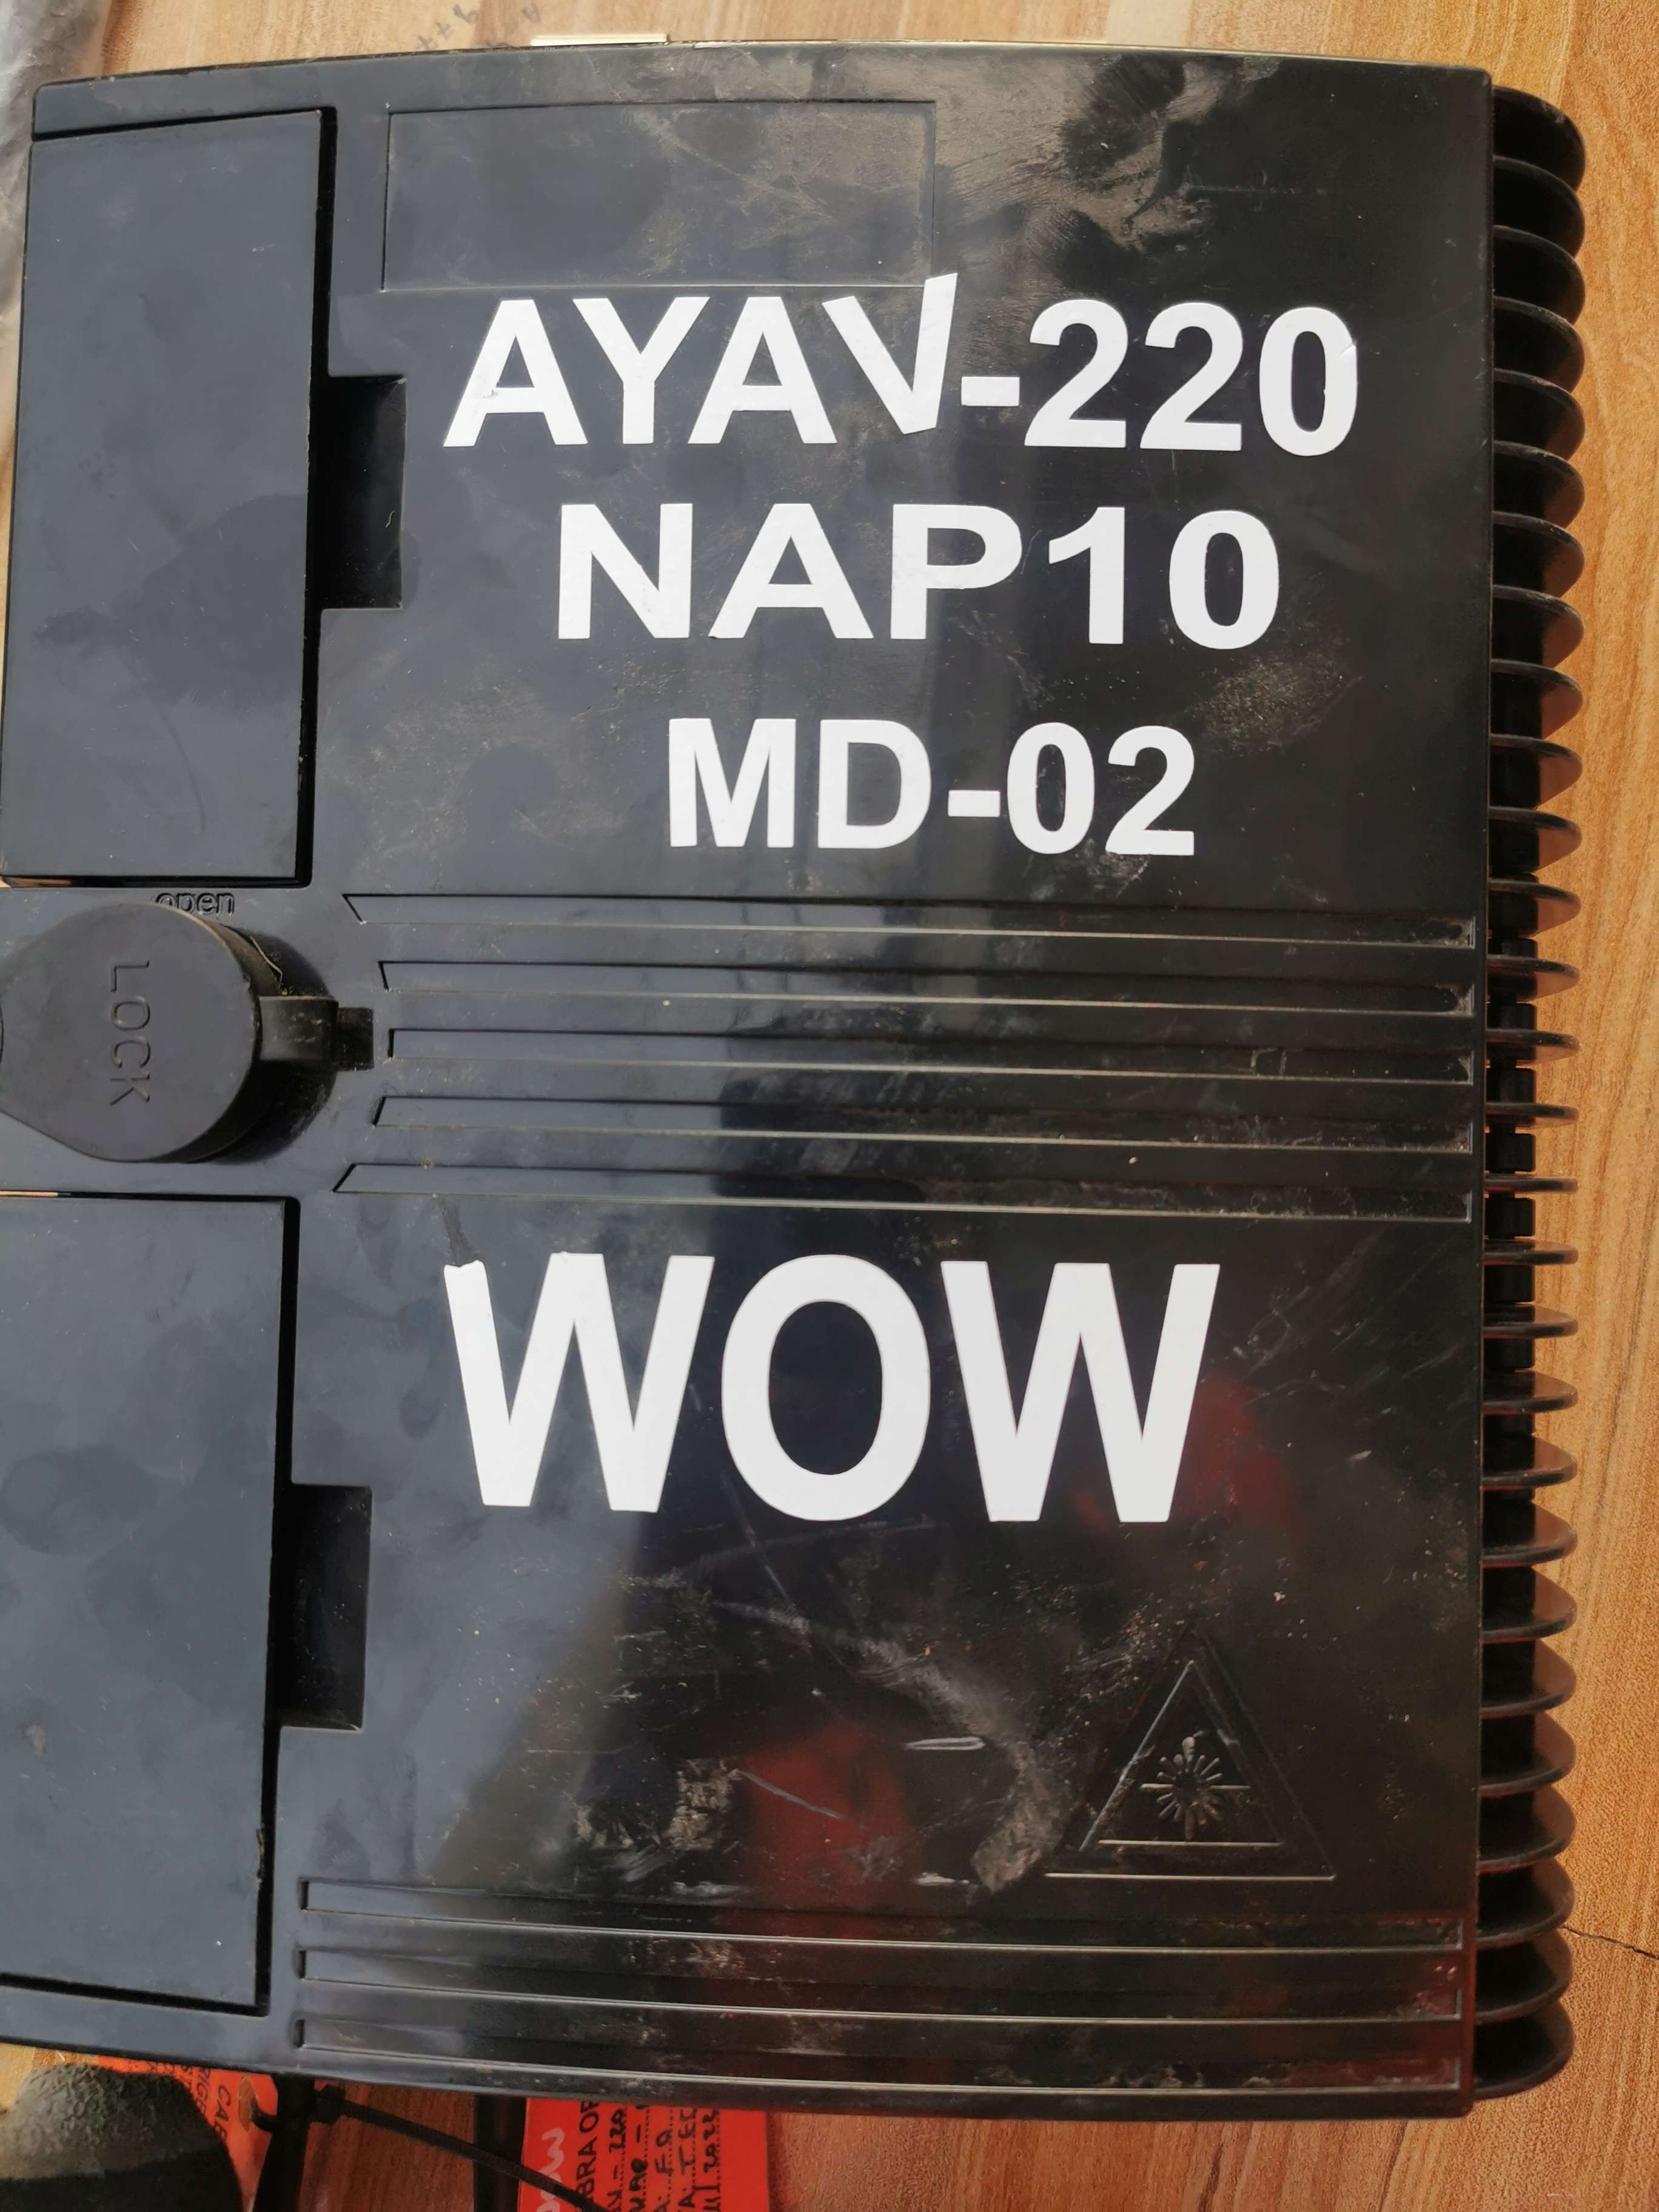 AYAV-220
NAP10
MD-02
open
LOCK
WOW